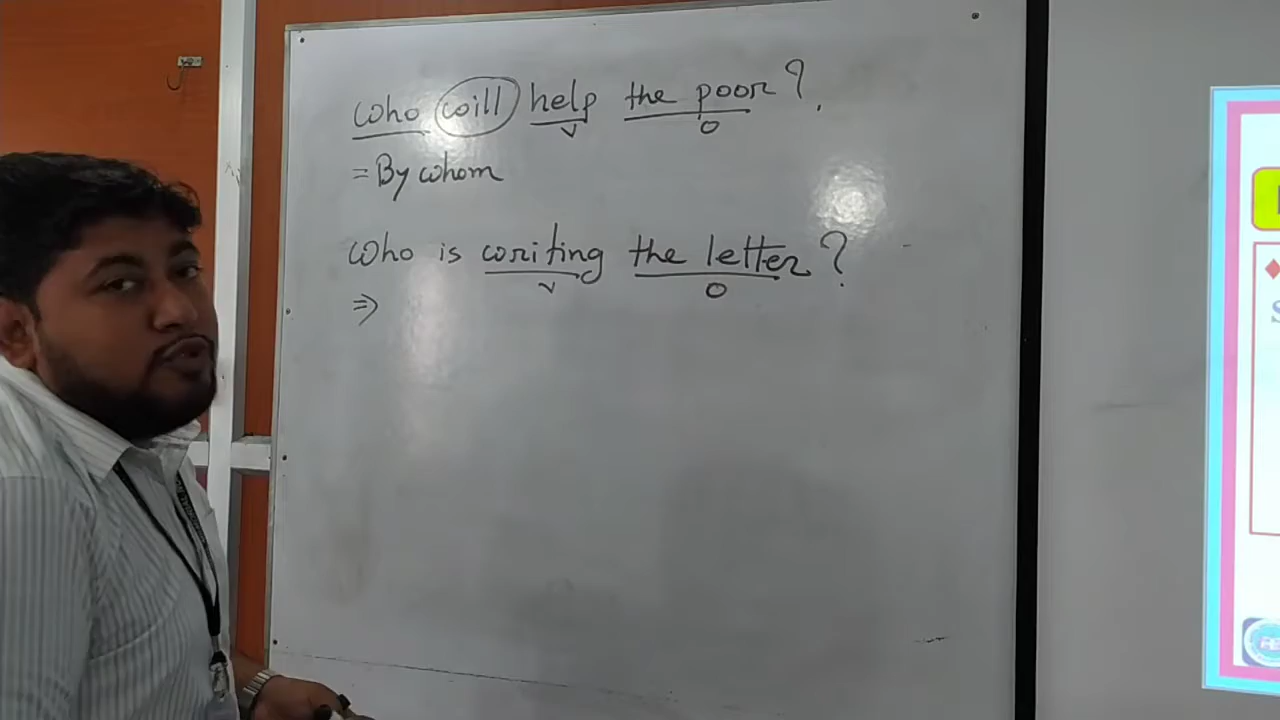 Who will help the poor?
V O
= By whom
Who is writing the letter?
V O
⇒